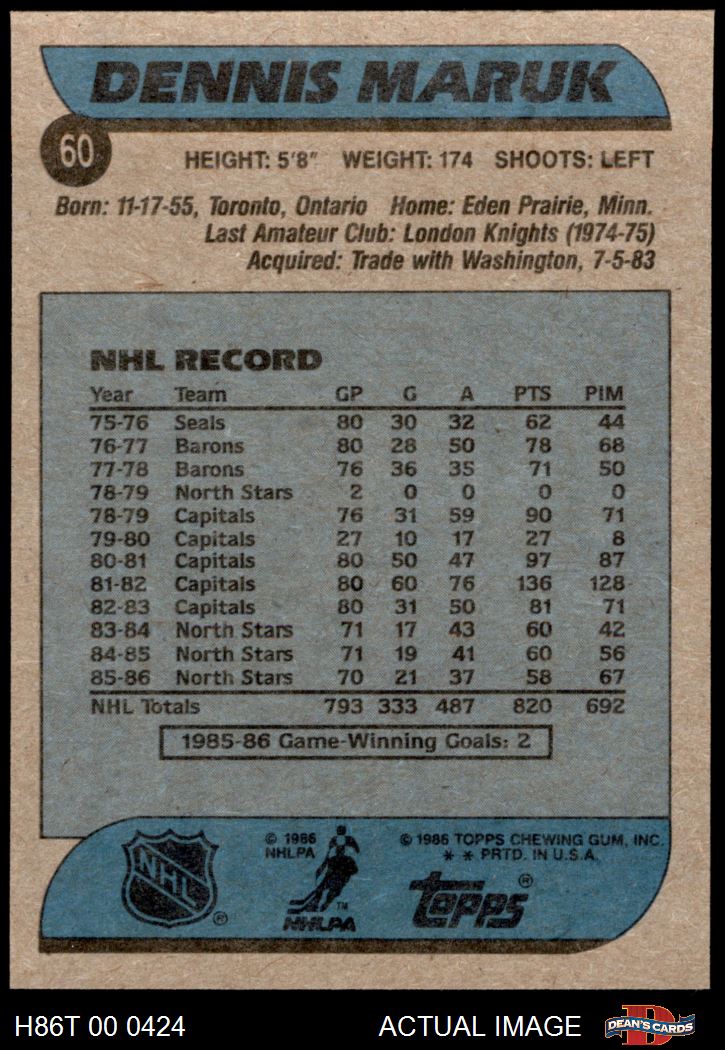 DENNIS MARUK
60
HEIGHT: 5'8" WEIGHT: 174 SHOOTS: LEFT
Born: 11-17-55, Toronto, Ontario Home: Eden Prairie, Minn.
Last Amateur Club: London Knights (1974-75)
Acquired: Trade with Washington, 7-5-83
NHL RECORD
Year Team GP G A PTS PIM
75-76 Seals 80 30 32 62 44
76-77 Barons 80 28 50 78 68
77-78 Barons 76 36 35 71 50
78-79 North Stars 2 0 0 0 0
78-79 Capitals 76 31 59 90 71
79-80 Capitals 27 10 17 27 8
80-81 Capitals 80 50 47 97 87
81-82 Capitals 80 60 76 136 128
82-83 Capitals 80 31 50 81 71
83-84 North Stars 71 17 43 60 42
84-85 North Stars 71 19 41 60 56
85-86 North Stars 70 21 37 58 67
NHL Totals 793 333 487 820 692
1985-86 Game-Winning Goals: 2
© 1986 © 1986 TOPPS CHEWING GUM, INC.
NHLPA * * PRTD. IN U.S.A.
NHL ®
TM
NHLPA
topps ®
H86T 00 0424 ACTUAL IMAGE D DEAN'S CARDS